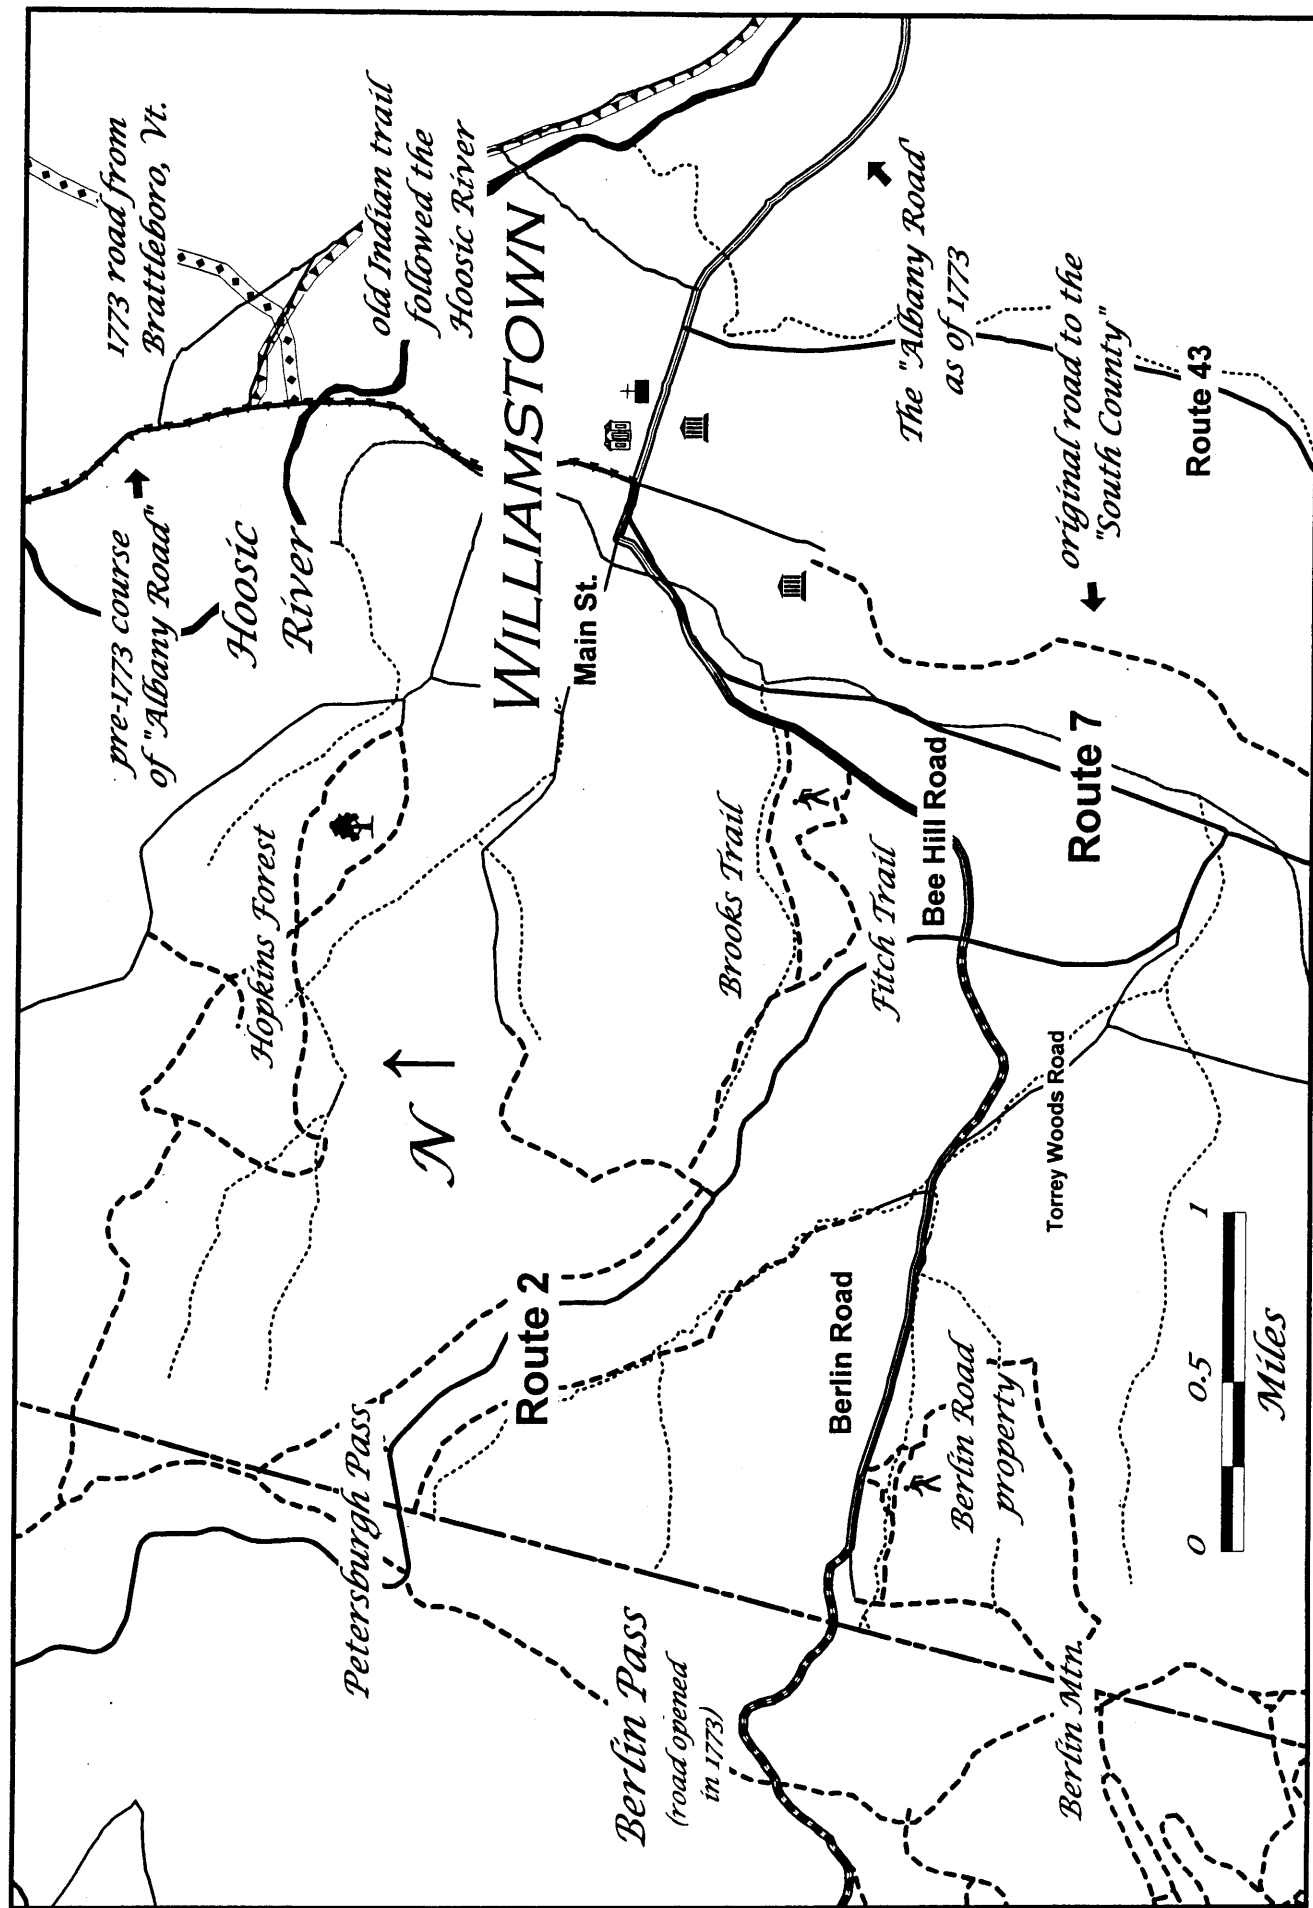 1773 road from
Brattleboro, Vt.
old Indian trail
followed the
Hoosic River
pre-1773 course
of "Albany Road"
Hoosic
River
WILLIAMSTOWN
Main St.
The "Albany Road"
as of 1773
original road to the
"South County"
Route 43
Hopkins Forest
N
Brooks Trail
Fitch Trail
Bee Hill Road
Route 7
Petersburgh Pass
Route 2
Berlin Road
Torrey Woods Road
Berlin Road
property
Berlin Pass
(road opened
in 1773)
Berlin Mtn.
0 0.5 1
Miles